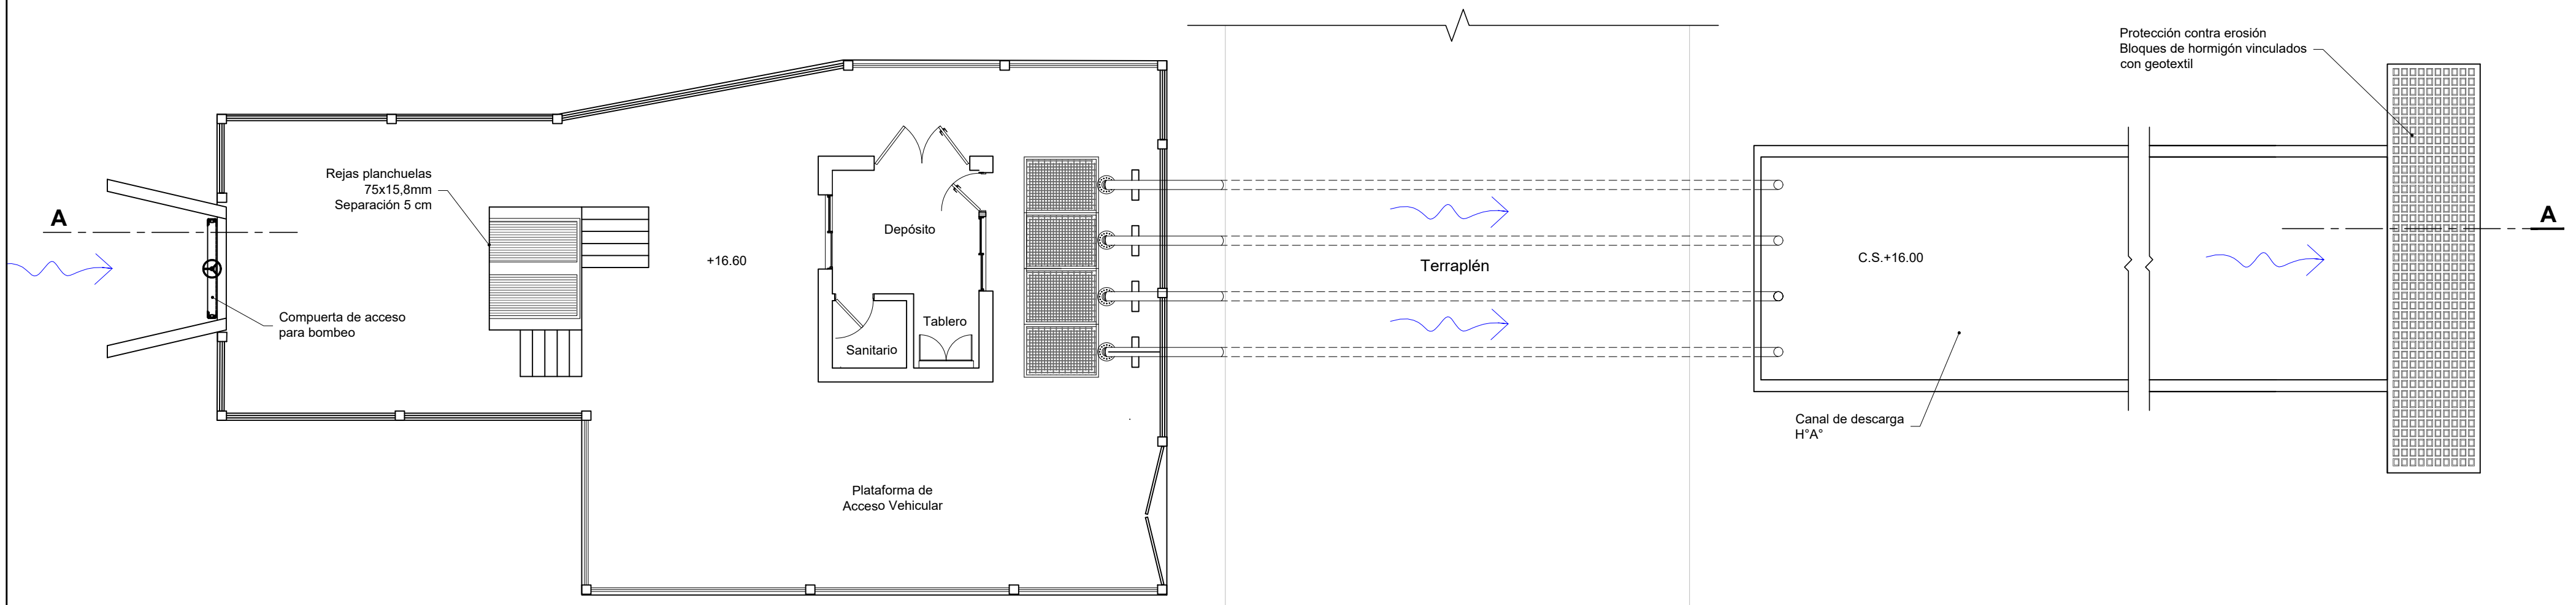 Protección contra erosión
Bloques de hormigón vinculados
con geotextil
Rejas planchuelas
75x15,8mm
Separación 5 cm
A
A
Depósito
+16.60
C.S.+16.00
Terraplén
Compuerta de acceso
para bombeo
Tablero
Sanitario
Canal de descarga
H°A°
Plataforma de
Acceso Vehicular